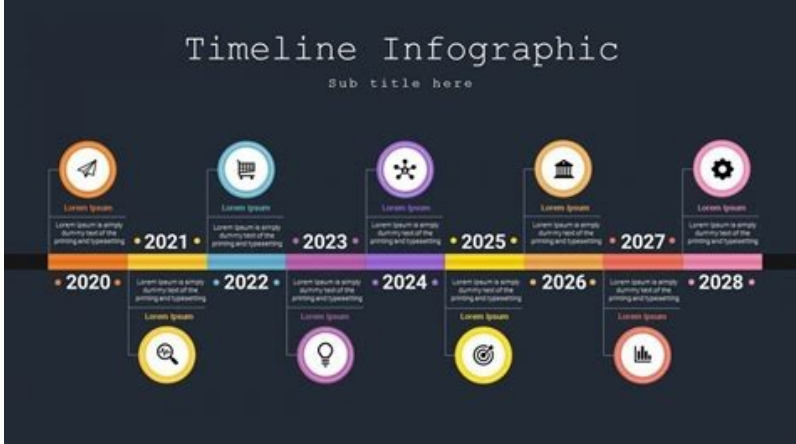 Timeline Infographic
Sub title here
Lorem Ipsum
Lorem Ipsum is simply
dummy text of the
printing and typesetting
2020
2021
Lorem Ipsum is simply
dummy text of the
printing and typesetting
Lorem Ipsum
Lorem Ipsum
Lorem Ipsum is simply
dummy text of the
printing and typesetting
2022
2023
Lorem Ipsum is simply
dummy text of the
printing and typesetting
Lorem Ipsum
Lorem Ipsum
Lorem Ipsum is simply
dummy text of the
printing and typesetting
2024
2025
Lorem Ipsum is simply
dummy text of the
printing and typesetting
Lorem Ipsum
Lorem Ipsum
Lorem Ipsum is simply
dummy text of the
printing and typesetting
2026
2027
Lorem Ipsum is simply
dummy text of the
printing and typesetting
Lorem Ipsum
Lorem Ipsum
Lorem Ipsum is simply
dummy text of the
printing and typesetting
2028